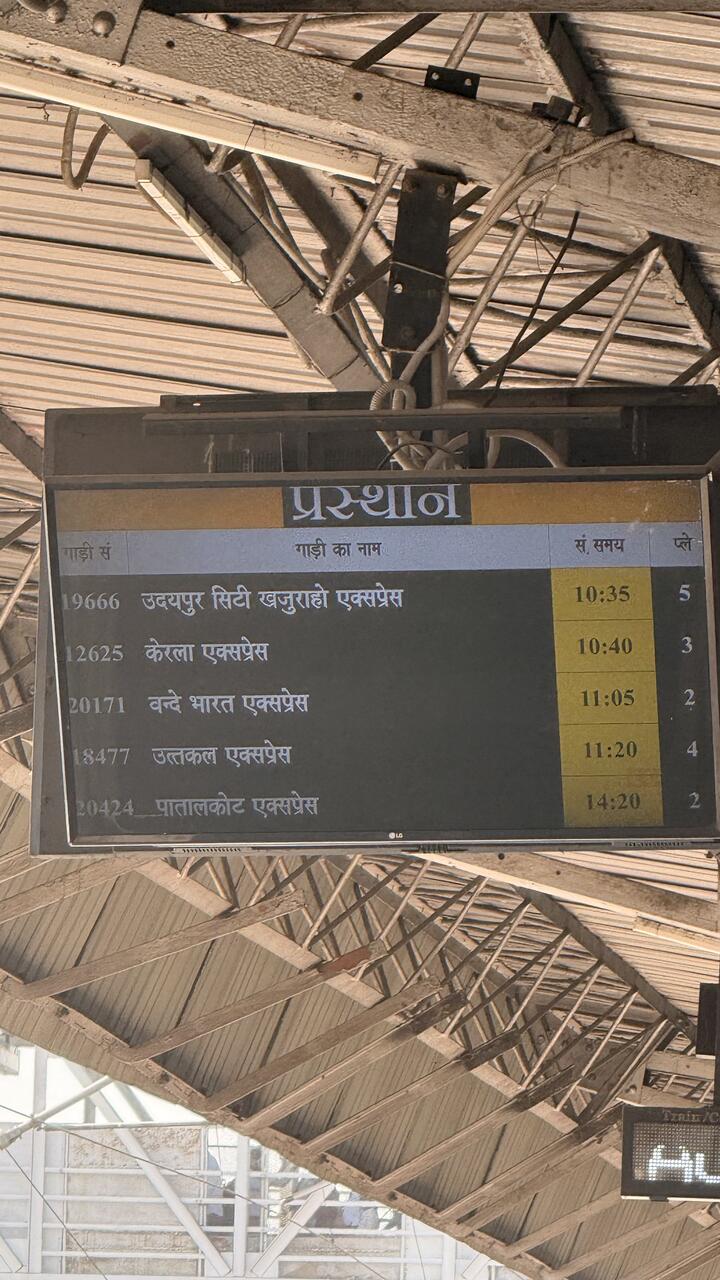 प्रस्थान
गाड़ी सं गाड़ी का नाम सं. समय प्ले
19666 उदयपुर सिटी खजुराहो एक्सप्रेस 10:35 5
12625 केरला एक्सप्रेस 10:40 3
20171 वन्दे भारत एक्सप्रेस 11:05 2
18477 उत्तकल एक्सप्रेस 11:20 4
20424 पातालकोट एक्सप्रेस 14:20 2
LG
Train